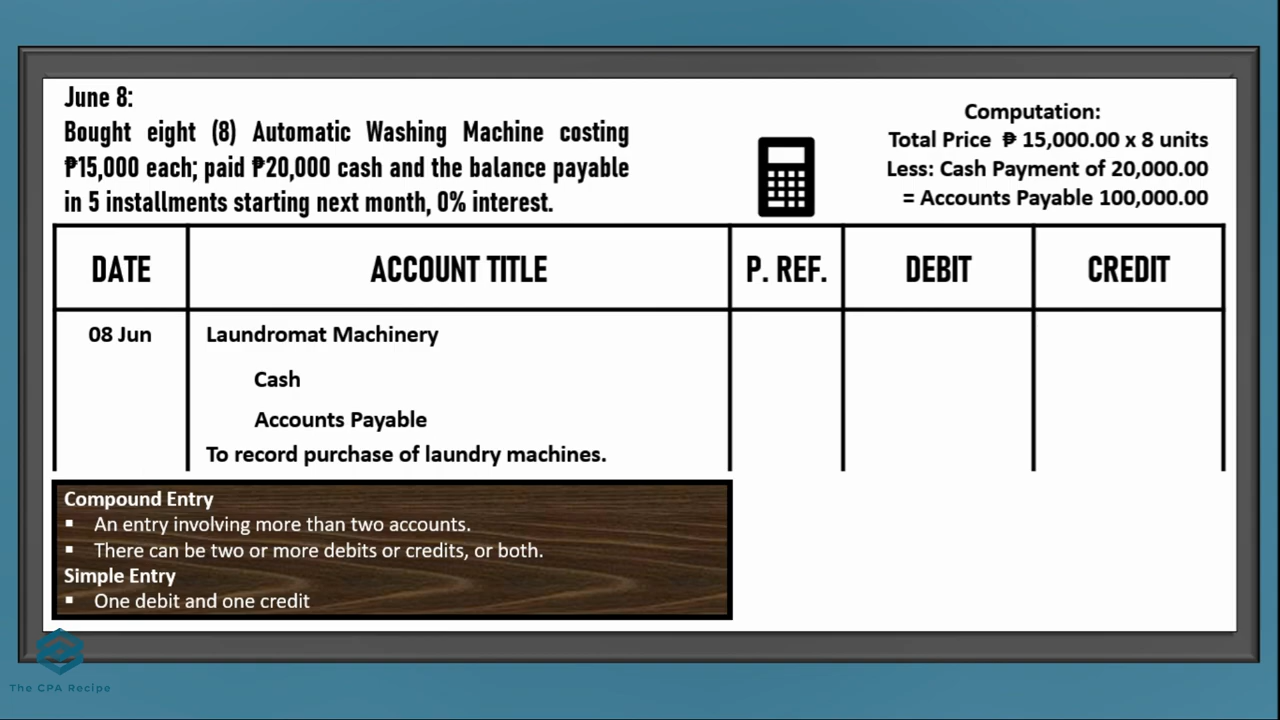 June 8:
Bought eight (8) Automatic Washing Machine costing
₱15,000 each; paid ₱20,000 cash and the balance payable
in 5 installments starting next month, 0% interest.
Computation:
Total Price ₱ 15,000.00 x 8 units
Less: Cash Payment of 20,000.00
= Accounts Payable 100,000.00
DATE ACCOUNT TITLE P. REF. DEBIT CREDIT
08 Jun Laundromat Machinery
Cash
Accounts Payable
To record purchase of laundry machines.
Compound Entry
▪ An entry involving more than two accounts.
▪ There can be two or more debits or credits, or both.
Simple Entry
▪ One debit and one credit
The CPA Recipe